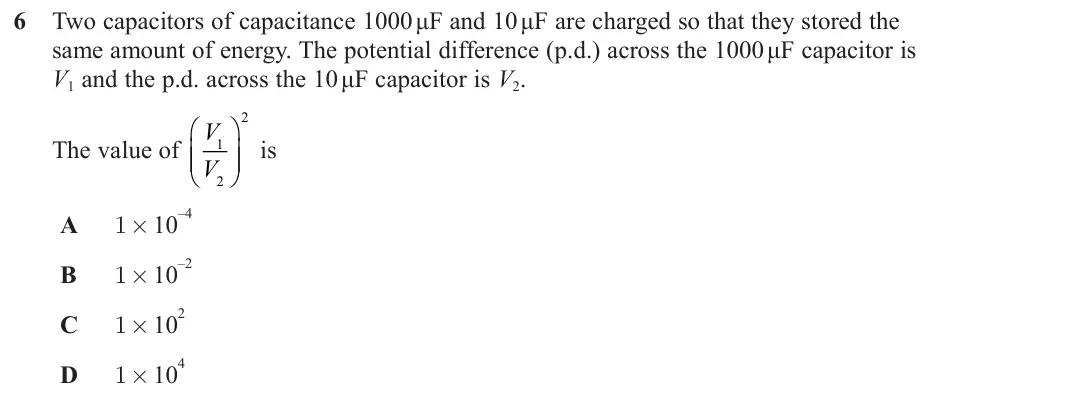 6 Two capacitors of capacitance 1000 μF and 10 μF are charged so that they stored the
same amount of energy. The potential difference (p.d.) across the 1000 μF capacitor is
V₁ and the p.d. across the 10 μF capacitor is V₂.
The value of (V₁/V₂)² is
A 1 × 10⁻⁴
B 1 × 10⁻²
C 1 × 10²
D 1 × 10⁴